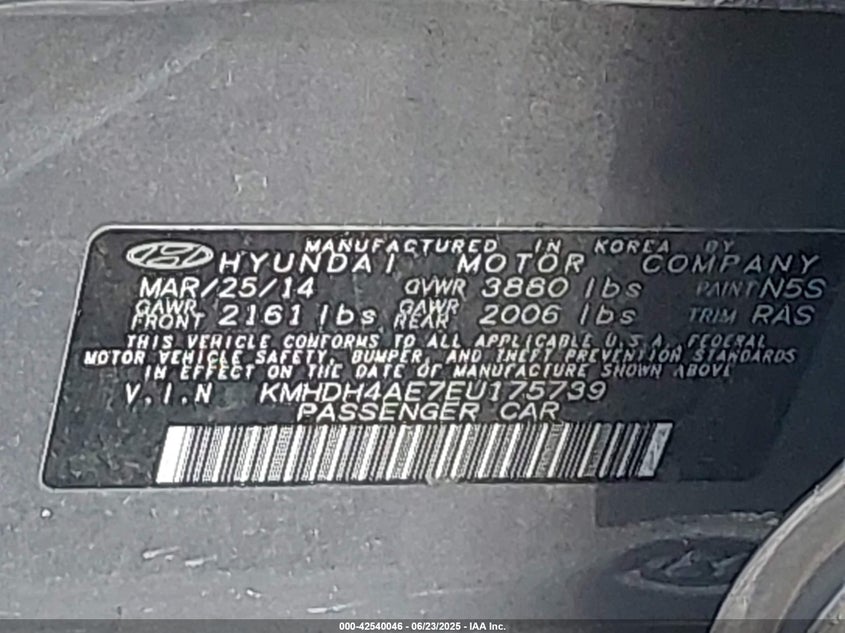 MANUFACTURED IN KOREA BY
HYUNDAI MOTOR COMPANY
MAR/25/14 GVWR 3880 lbs PAINT N5S
GAWR FRONT 2161 lbs GAWR REAR 2006 lbs TRIM RAS
THIS VEHICLE CONFORMS TO ALL APPLICABLE U.S.A. FEDERAL
MOTOR VEHICLE SAFETY, BUMPER, AND THEFT PREVENTION STANDARDS
IN EFFECT ON THE DATE OF MANUFACTURE SHOWN ABOVE
V.I.N KMHDH4AE7EU175739
PASSENGER CAR
000-42540046 - 06/23/2025 - IAA Inc.